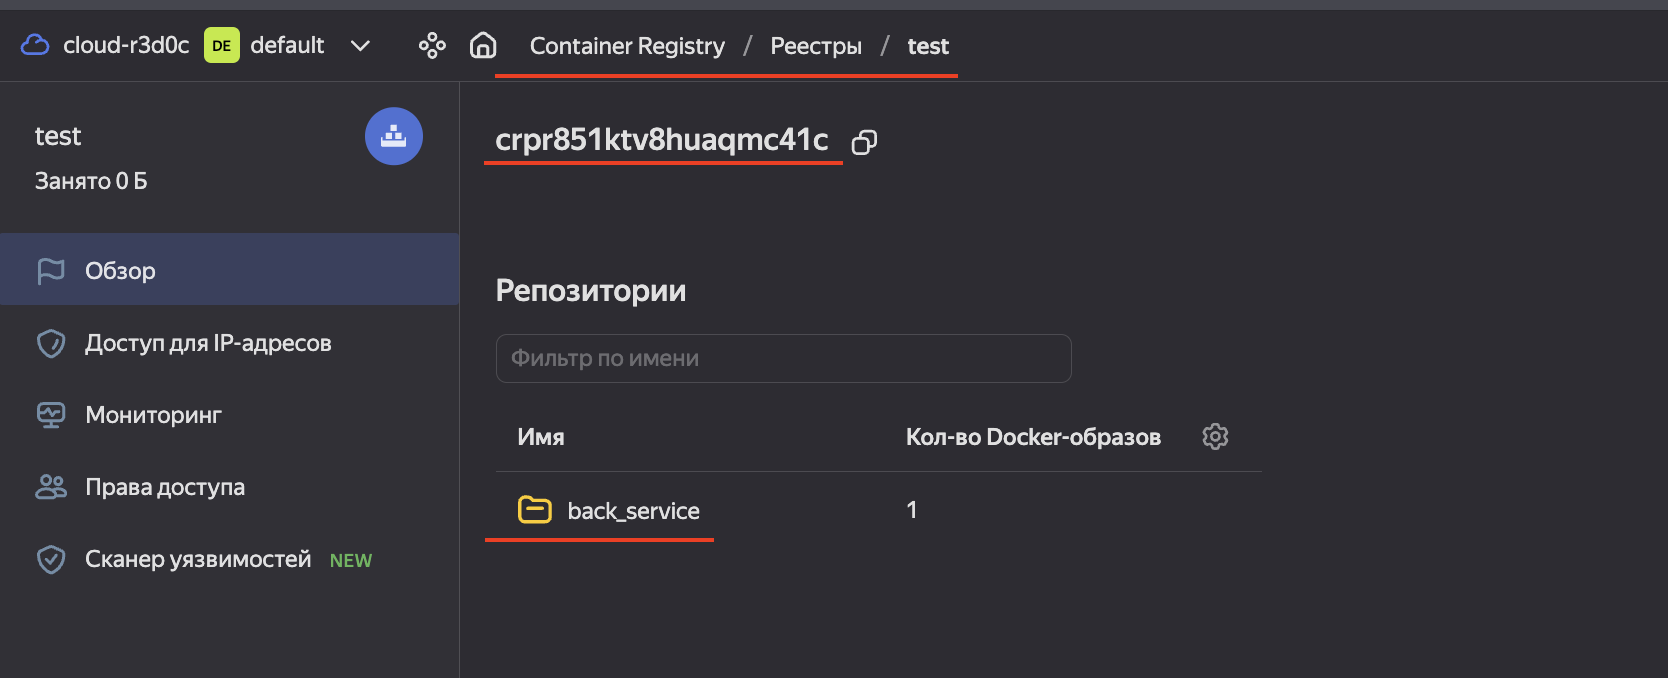 cloud-r3d0c DE default Container Registry / Реестры / test
test
Занято 0 Б
Обзор
Доступ для IP-адресов
Мониторинг
Права доступа
Сканер уязвимостей NEW
crpr851ktv8huaqmc41c
Репозитории
Фильтр по имени
Имя Кол-во Docker-образов
back_service 1